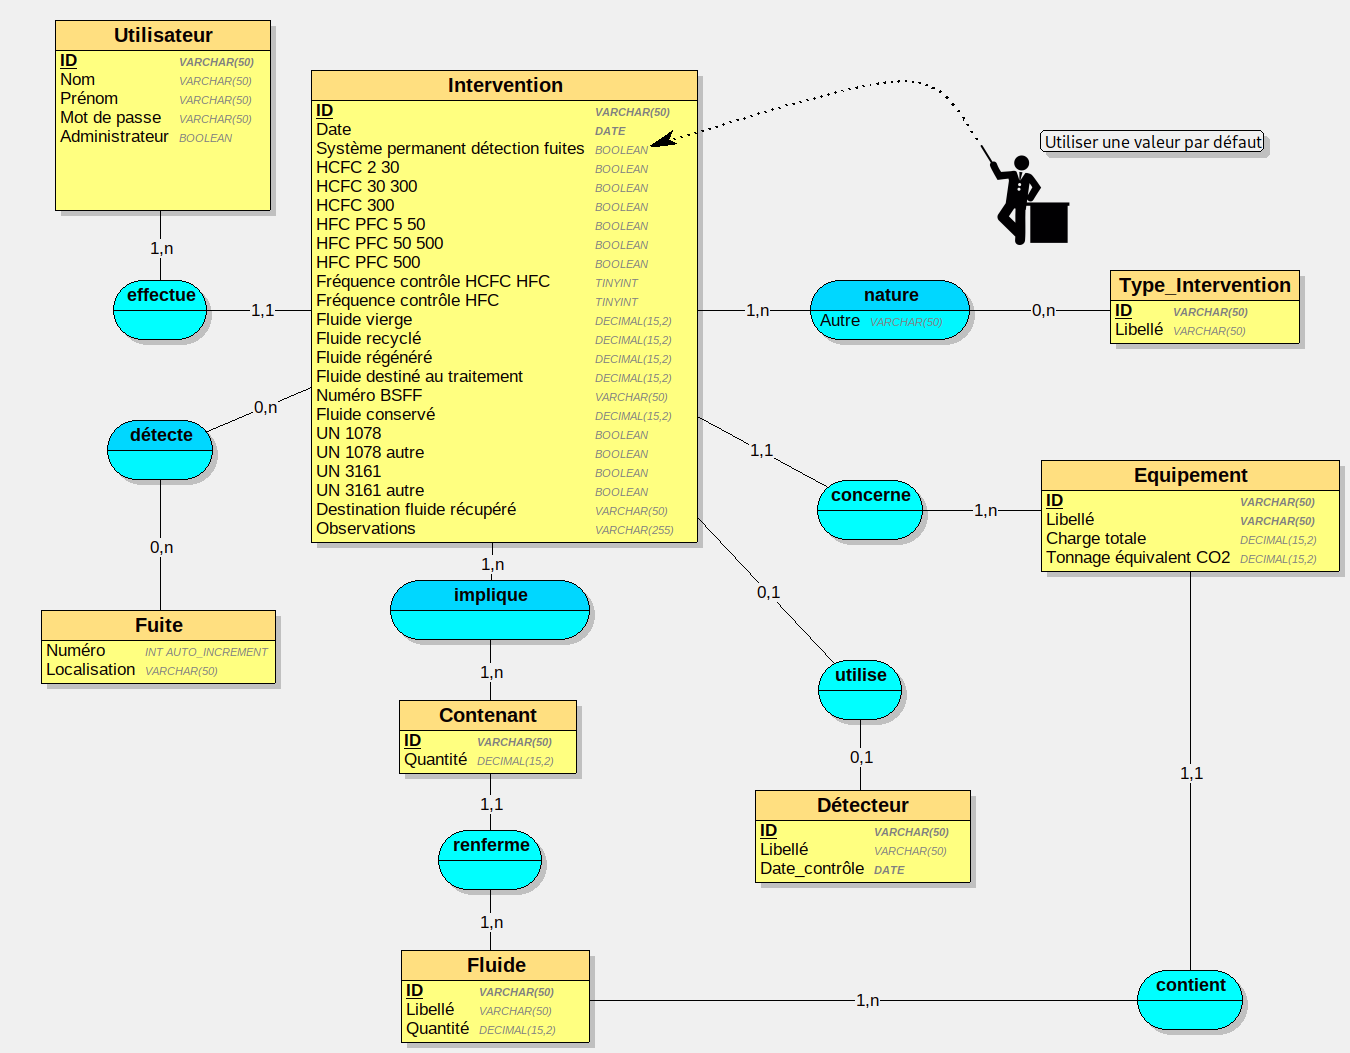 Utilisateur
ID VARCHAR(50)
Nom VARCHAR(50)
Prénom VARCHAR(50)
Mot de passe VARCHAR(50)
Administrateur BOOLEAN
Intervention
ID VARCHAR(50)
Date DATE
Système permanent détection fuites BOOLEAN
HCFC 2 30 BOOLEAN
HCFC 30 300 BOOLEAN
HCFC 300 BOOLEAN
HFC PFC 5 50 BOOLEAN
HFC PFC 50 500 BOOLEAN
HFC PFC 500 BOOLEAN
Fréquence contrôle HCFC HFC TINYINT
Fréquence contrôle HFC TINYINT
Fluide vierge DECIMAL(15,2)
Fluide recyclé DECIMAL(15,2)
Fluide régénéré DECIMAL(15,2)
Fluide destiné au traitement DECIMAL(15,2)
Numéro BSFF VARCHAR(50)
Fluide conservé DECIMAL(15,2)
UN 1078 BOOLEAN
UN 1078 autre BOOLEAN
UN 3161 BOOLEAN
UN 3161 autre BOOLEAN
Destination fluide récupéré VARCHAR(50)
Observations VARCHAR(255)
Utiliser une valeur par défaut
1,n
effectue
1,1
1,n
nature
Autre VARCHAR(50)
0,n
Type_Intervention
ID VARCHAR(50)
Libellé VARCHAR(50)
0,n
détecte
0,n
Fuite
Numéro INT AUTO_INCREMENT
Localisation VARCHAR(50)
1,1
concerne
1,n
Equipement
ID VARCHAR(50)
Libellé VARCHAR(50)
Charge totale DECIMAL(15,2)
Tonnage équivalent CO2 DECIMAL(15,2)
1,n
implique
1,n
Contenant
ID VARCHAR(50)
Quantité DECIMAL(15,2)
0,1
utilise
0,1
Détecteur
ID VARCHAR(50)
Libellé VARCHAR(50)
Date_contrôle DATE
1,1
renferme
1,n
Fluide
ID VARCHAR(50)
Libellé VARCHAR(50)
Quantité DECIMAL(15,2)
1,n
1,1
contient